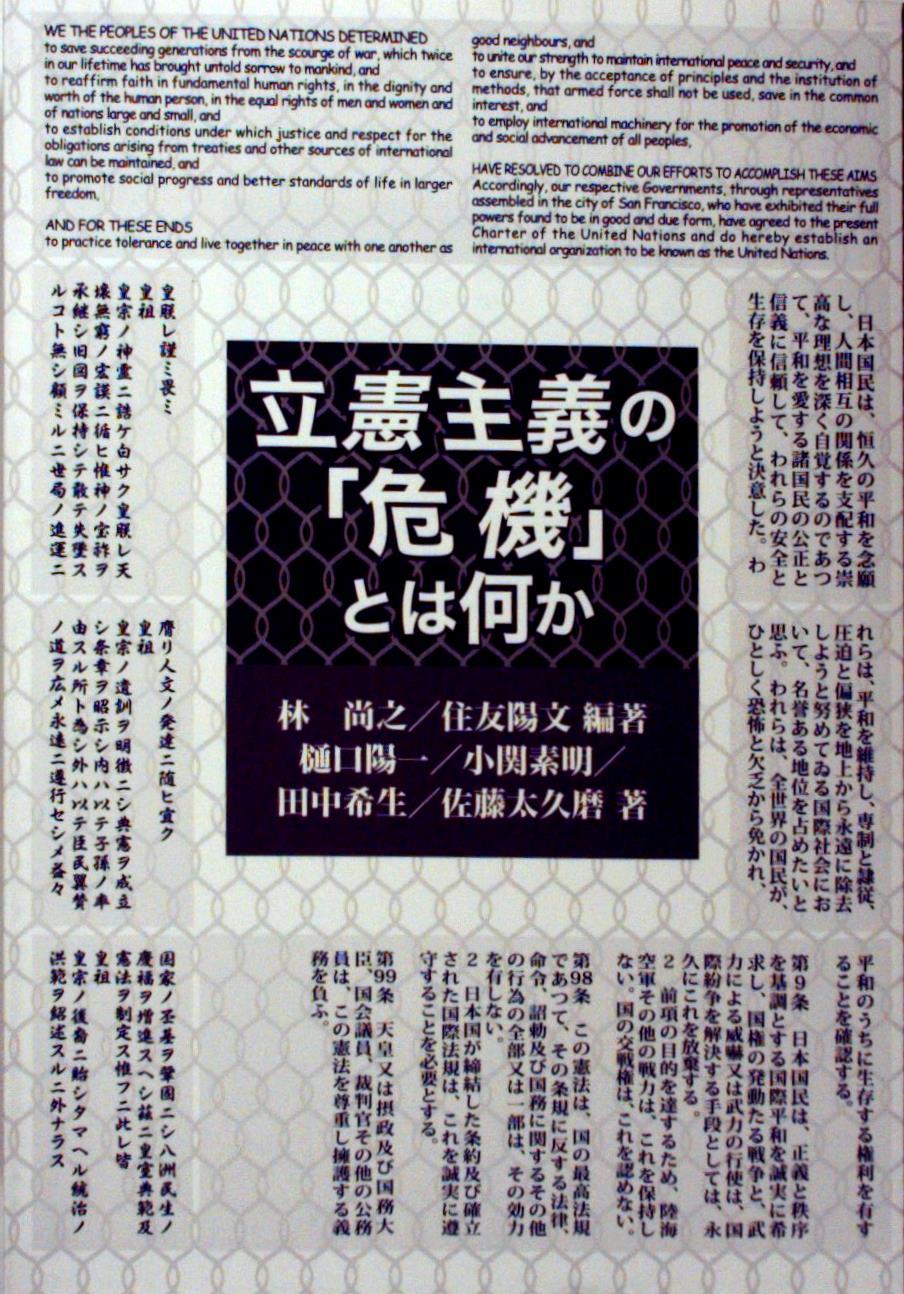 WE THE PEOPLES OF THE UNITED NATIONS DETERMINED
to save succeeding generations from the scourge of war, which twice
in our lifetime has brought untold sorrow to mankind, and
to reaffirm faith in fundamental human rights, in the dignity and
worth of the human person, in the equal rights of men and women and
of nations large and small, and
to establish conditions under which justice and respect for the
obligations arising from treaties and other sources of international
law can be maintained, and
to promote social progress and better standards of life in larger
freedom,
AND FOR THESE ENDS
to practice tolerance and live together in peace with one another as
good neighbours, and
to unite our strength to maintain international peace and security, and
to ensure, by the acceptance of principles and the institution of
methods, that armed force shall not be used, save in the common
interest, and
to employ international machinery for the promotion of the economic
and social advancement of all peoples,
HAVE RESOLVED TO COMBINE OUR EFFORTS TO ACCOMPLISH THESE AIMS
Accordingly, our respective Governments, through representatives
assembled in the city of San Francisco, who have exhibited their full
powers found to be in good and due form, have agreed to the present
Charter of the United Nations and do hereby establish an
international organization to be known as the United Nations.
立憲主義の
「危機」
とは何か
林 尚之／住友陽文 編著
樋口陽一／小関素明／
田中希生／佐藤太久磨 著
日本国民は、恒久の平和を念願
し、人間相互の関係を支配する崇
高な理想を深く自覚するのであつ
て、平和を愛する諸国民の公正と
信義に信頼して、われらの安全と
生存を保持しようと決意した。わ
れらは、平和を維持し、専制と隷従、
圧迫と偏狭を地上から永遠に除去
しようと努めてゐる国際社会にお
いて、名誉ある地位を占めたいと
思ふ。われらは、全世界の国民が、
ひとしく恐怖と欠乏から免かれ、
平和のうちに生存する権利を有す
ることを確認する。
第9条 日本国民は、正義と秩序
を基調とする国際平和を誠実に希
求し、国権の発動たる戦争と、武
力による威嚇又は武力の行使は、国
際紛争を解決する手段としては、永
久にこれを放棄する。
2 前項の目的を達するため、陸海
空軍その他の戦力は、これを保持し
ない。国の交戦権は、これを認めない。
第98条 この憲法は、国の最高法規
であつて、その条規に反する法律、
命令、詔勅及び国務に関するその他
の行為の全部又は一部は、その効力
を有しない。
2 日本国が締結した条約及び確立
された国際法規は、これを誠実に遵
守することを必要とする。
第99条 天皇又は摂政及び国務大
臣、国会議員、裁判官その他の公務
員は、この憲法を尊重し擁護する義
務を負ふ。
皇朕レ謹ミ畏ミ
皇祖
皇宗ノ神霊ニ誥ケ白サク皇朕レ天
壌無窮ノ宏謨ニ循ヒ惟神ノ宝祚ヲ
承継シ旧図ヲ保持シテ敢テ失墜ス
ルコト無シ顧ミルニ世局ノ進運ニ
膺リ人文ノ発達ニ随ヒ宜ク
皇祖
皇宗ノ遺訓ヲ明徴ニシ典憲ヲ成立
シ条章ヲ昭示シ内ハ以テ子孫ノ率
由スル所ト為シ外ハ以テ臣民翼賛
ノ道ヲ広メ永遠ニ遵行セシメ益々
国家ノ丕基ヲ鞏固ニシ八洲民生ノ
慶福ヲ増進スヘシ茲ニ皇室典範及
憲法ヲ制定ス惟フニ此レ皆
皇祖
皇宗ノ後裔ニ貽シタマヘル統治ノ
洪範ヲ紹述スルニ外ナラス